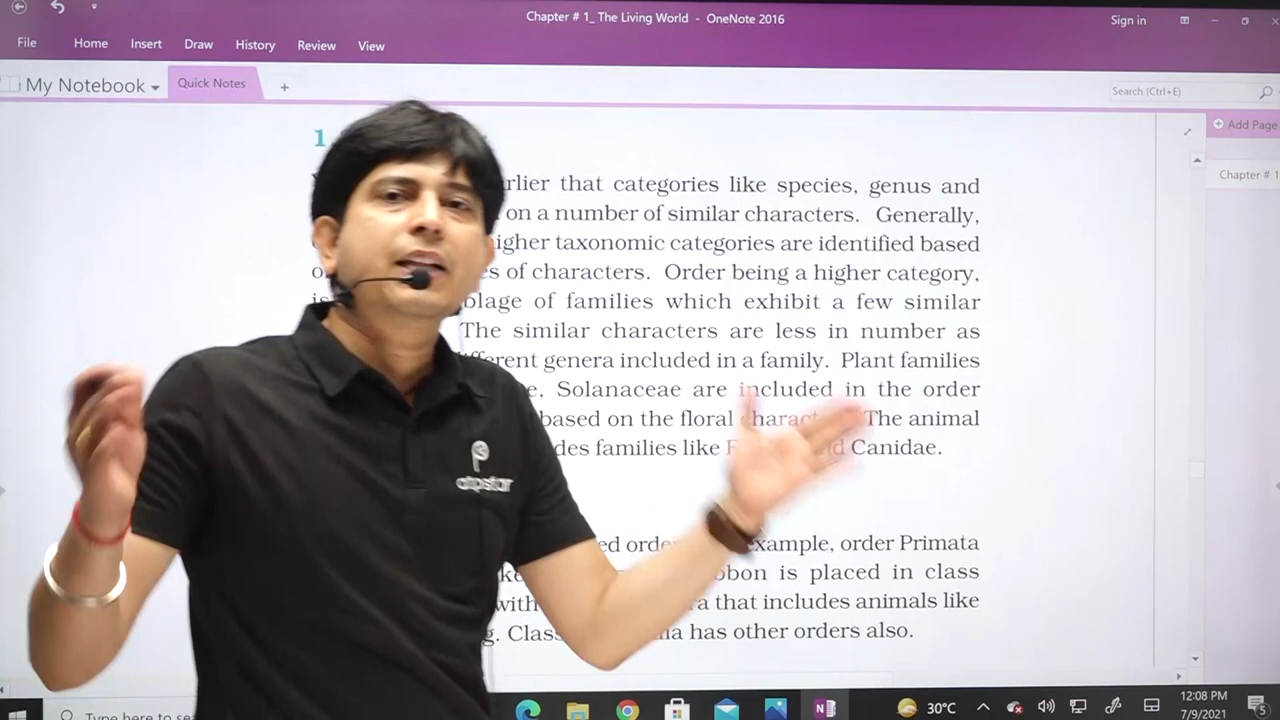 Chapter # 1_ The Living World - OneNote 2016
Sign in
File Home Insert Draw History Review View
My Notebook
Quick Notes
+
Search (Ctrl+E)
Add Page
Chapter # 1
1.
rlier that categories like species, genus and
on a number of similar characters. Generally,
igher taxonomic categories are identified based
es of characters. Order being a higher category,
blage of families which exhibit a few similar
The similar characters are less in number as
fferent genera included in a family. Plant families
e, Solanaceae are included in the order
based on the floral The animal
des families like Canidae.
ed example, order Primata
is placed in class
with that includes animals like
g. Class has other orders also.
otpstar
Type here to
30°C
12:08 PM
7/9/2021
5